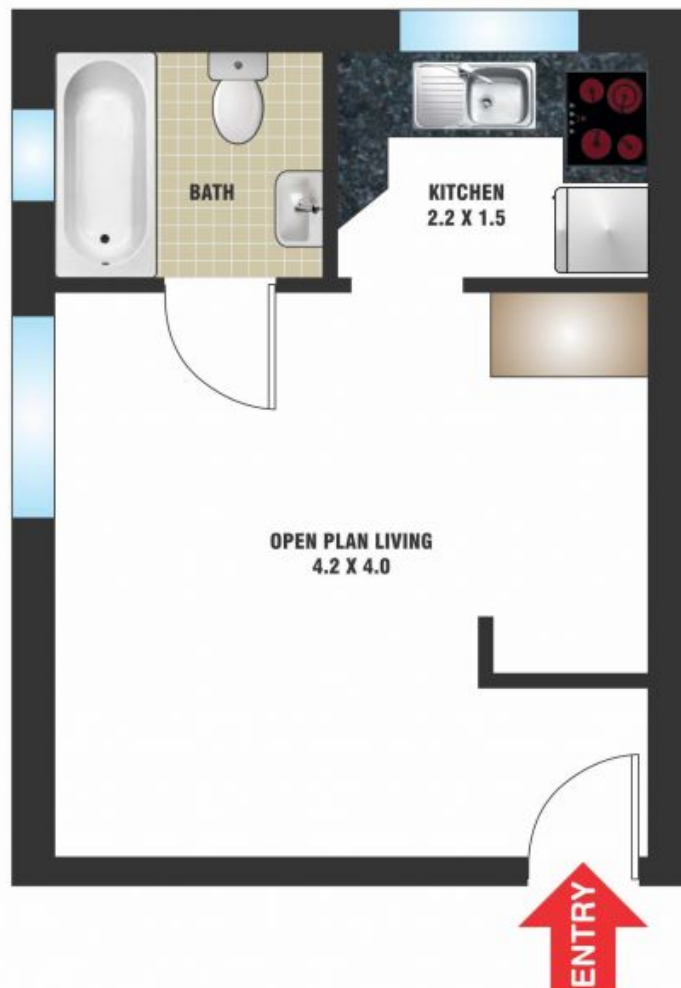 BATH
KITCHEN
2.2 X 1.5
OPEN PLAN LIVING
4.2 X 4.0
ENTRY